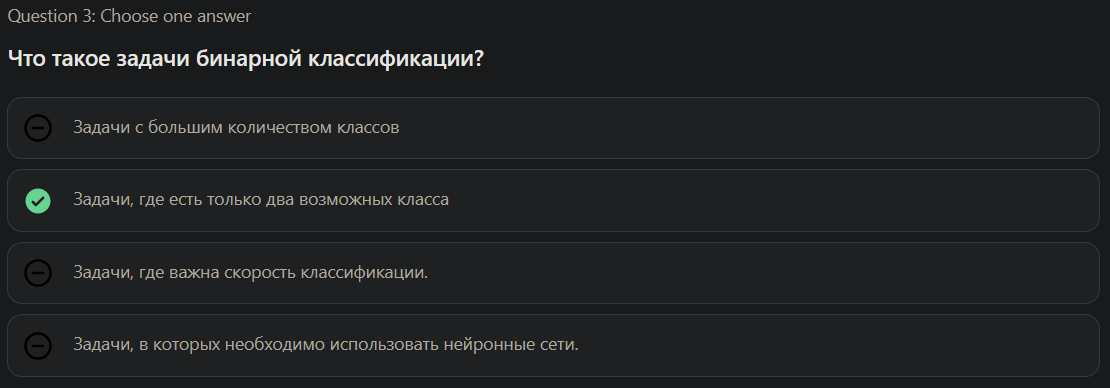 Question 3: Choose one answer
Что такое задачи бинарной классификации?
Задачи с большим количеством классов
Задачи, где есть только два возможных класса
Задачи, где важна скорость классификации.
Задачи, в которых необходимо использовать нейронные сети.